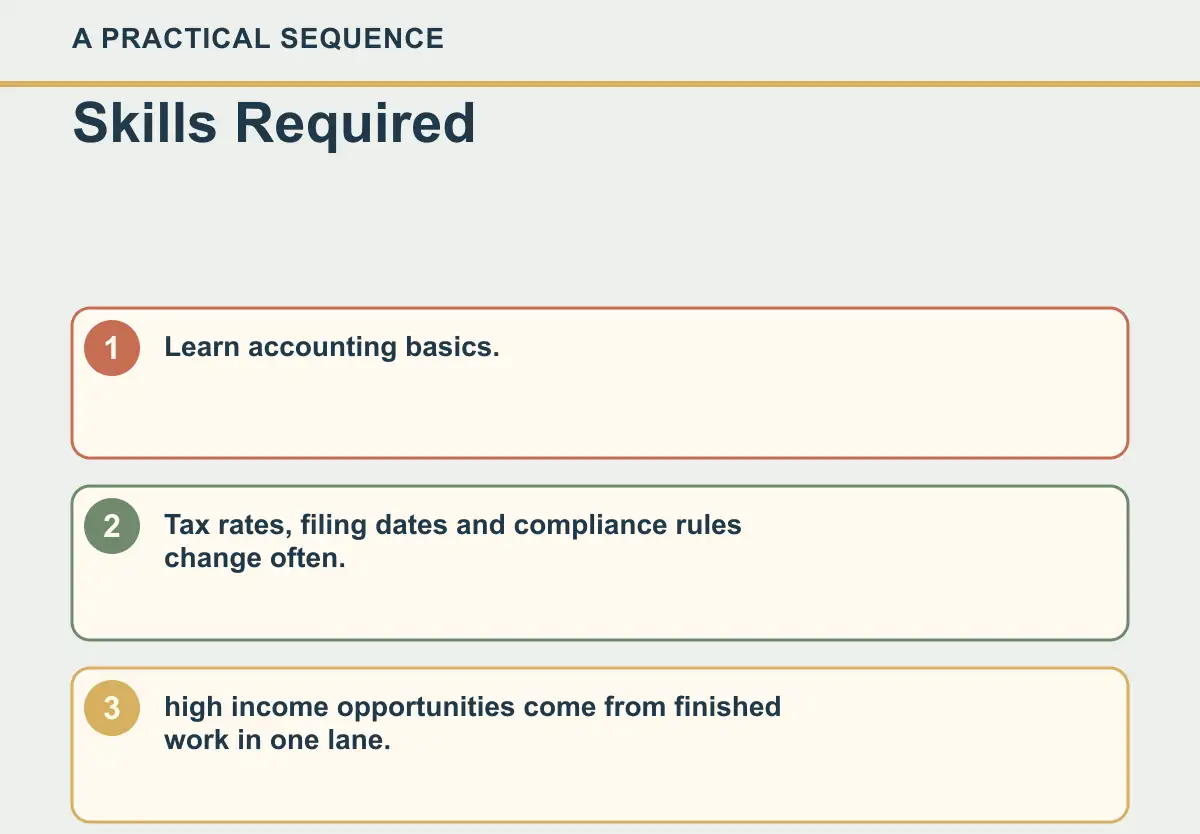 A PRACTICAL SEQUENCE
Skills Required
1
Learn accounting basics.
2
Tax rates, filing dates and compliance rules
change often.
3
high income opportunities come from finished
work in one lane.